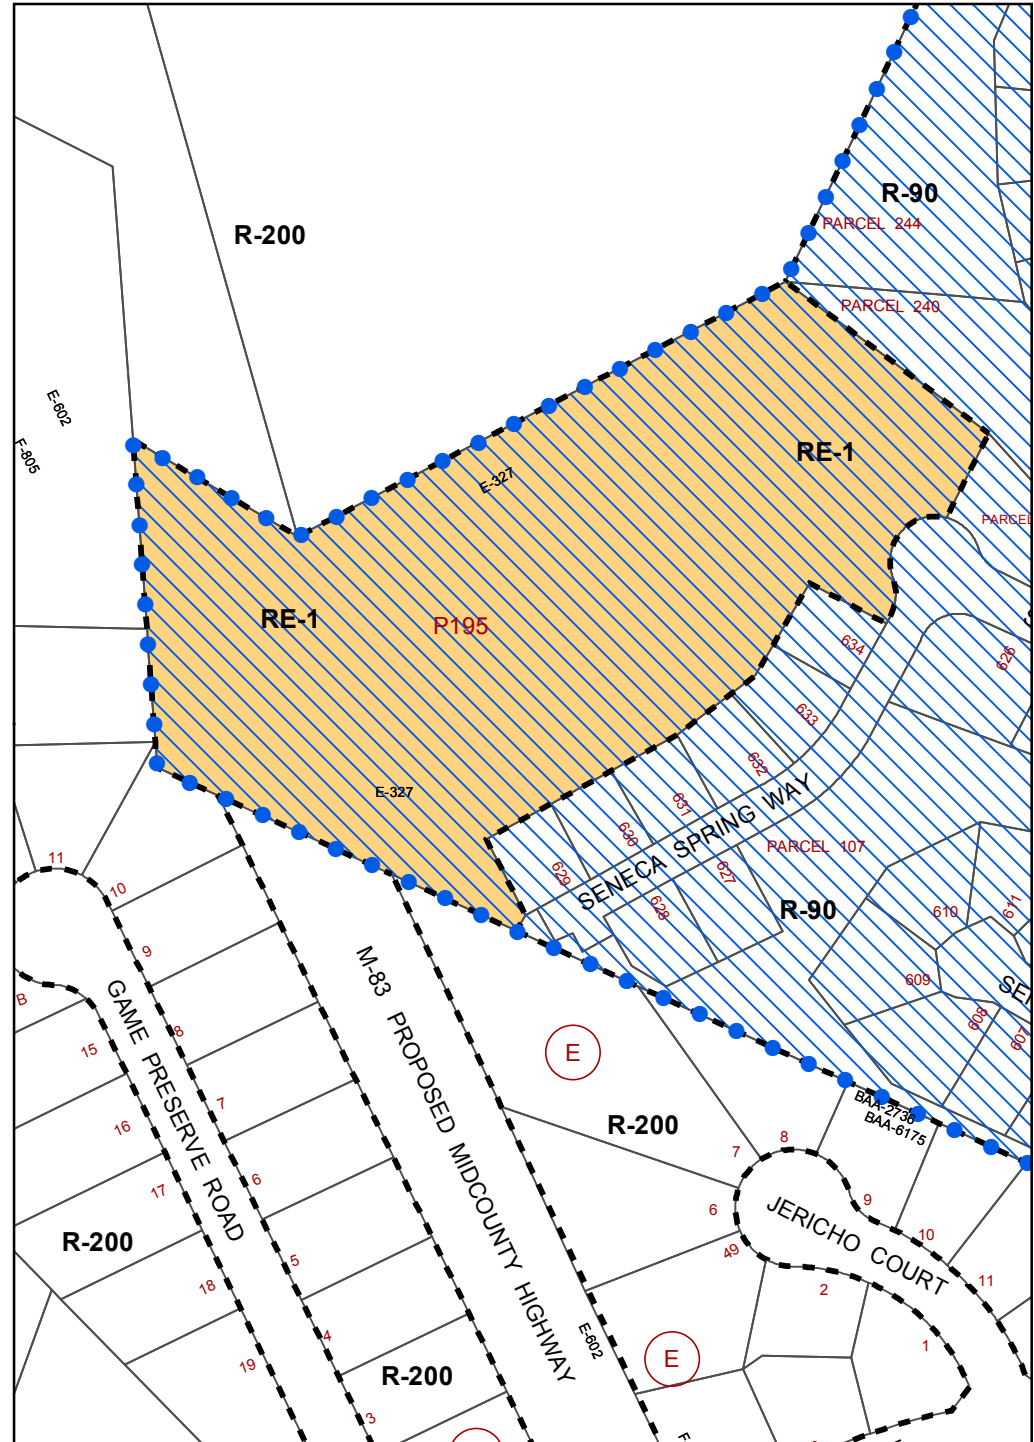 R-90
PARCEL 244
R-200
PARCEL 240
E-602
F-805
RE-1
E-327
PARCEL
RE-1
P195
634
626
633
632
E-327
631
630
SENECA SPRING WAY
PARCEL 107
629
627
628
R-90
11
10
610
611
9
M-83 PROPOSED MIDCOUNTY HIGHWAY
609
B
GAME PRESERVE ROAD
608
607
15
8
E
7
16
BAA-2736
BAA-6175
R-200
8
7
17
6
9
6
JERICHO COURT
R-200
49
10
5
11
18
2
4
E-602
1
19
E
R-200
3